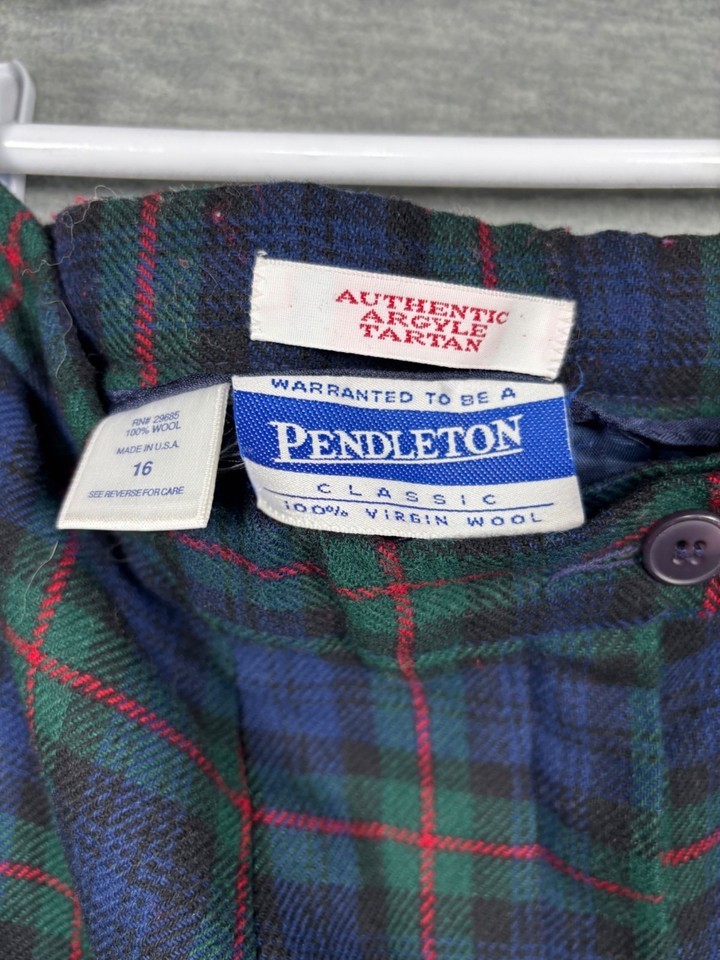 AUTHENTIC
ARGYLE
TARTAN
WARRANTED TO BE A
PENDLETON
CLASSIC
100% VIRGIN WOOL
RN# 29685
100% WOOL
MADE IN U.S.A.
16
SEE REVERSE FOR CARE